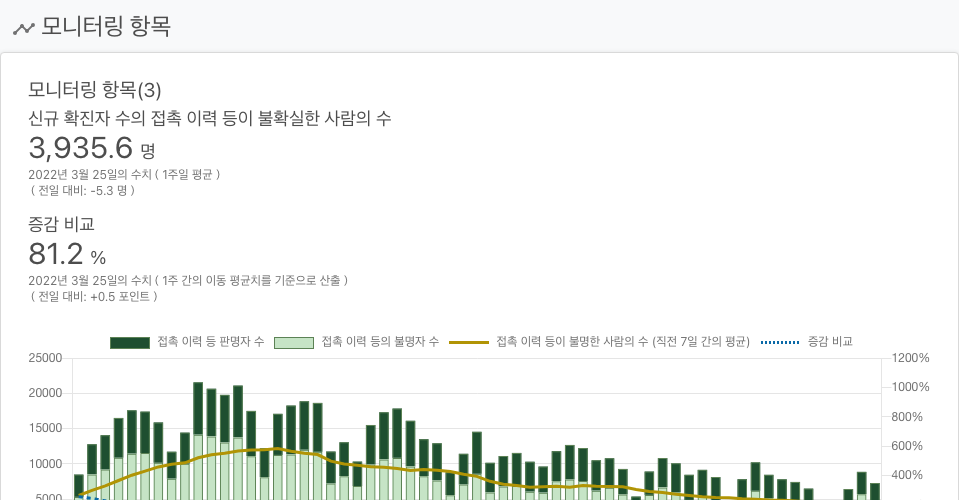 모니터링 항목
모니터링 항목(3)
신규 확진자 수의 접촉 이력 등이 불확실한 사람의 수
3,935.6 명
2022년 3월 25일의 수치 ( 1주일 평균 )
( 전일 대비: -5.3 명 )
증감 비교
81.2 %
2022년 3월 25일의 수치 ( 1주 간의 이동 평균치를 기준으로 산출 )
( 전일 대비: +0.5 포인트 )
접촉 이력 등 판명자 수 접촉 이력 등의 불명자 수 접촉 이력 등이 불명한 사람의 수 (직전 7일 간의 평균) 증감 비교
25000 1200%
1000%
20000
800%
15000
600%
10000
400%
5000